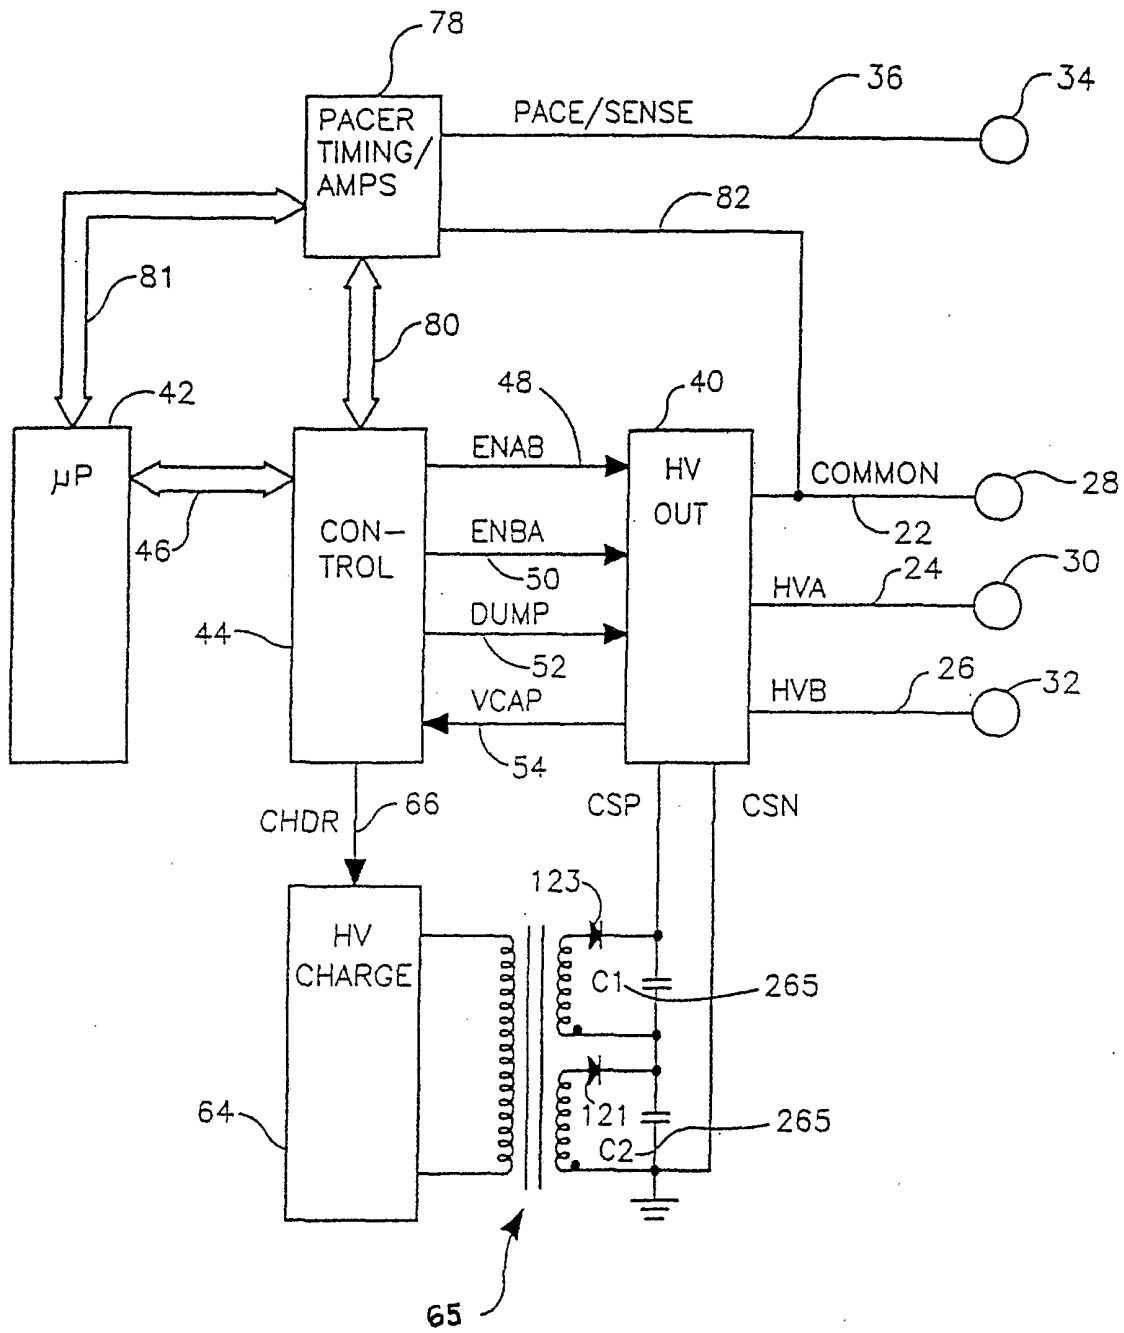 78
PACER
TIMING/
AMPS
PACE/SENSE
36
34
82
81
80
42
µP
46
44
CON-
TROL
48
ENAB
ENBA
50
DUMP
52
VCAP
54
40
HV
OUT
COMMON
22
28
HVA
24
30
HVB
26
32
CHDR
66
CSP
CSN
HV
CHARGE
64
123
C1
265
121
C2
265
65